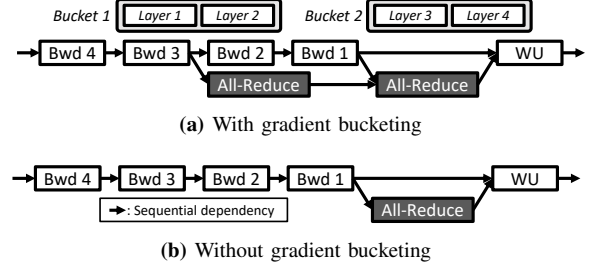 Bucket 1 Layer 1 Layer 2 Bucket 2 Layer 3 Layer 4
Bwd 4 Bwd 3 Bwd 2 Bwd 1 WU
All-Reduce All-Reduce
(a) With gradient bucketing
Bwd 4 Bwd 3 Bwd 2 Bwd 1 WU
: Sequential dependency All-Reduce
(b) Without gradient bucketing